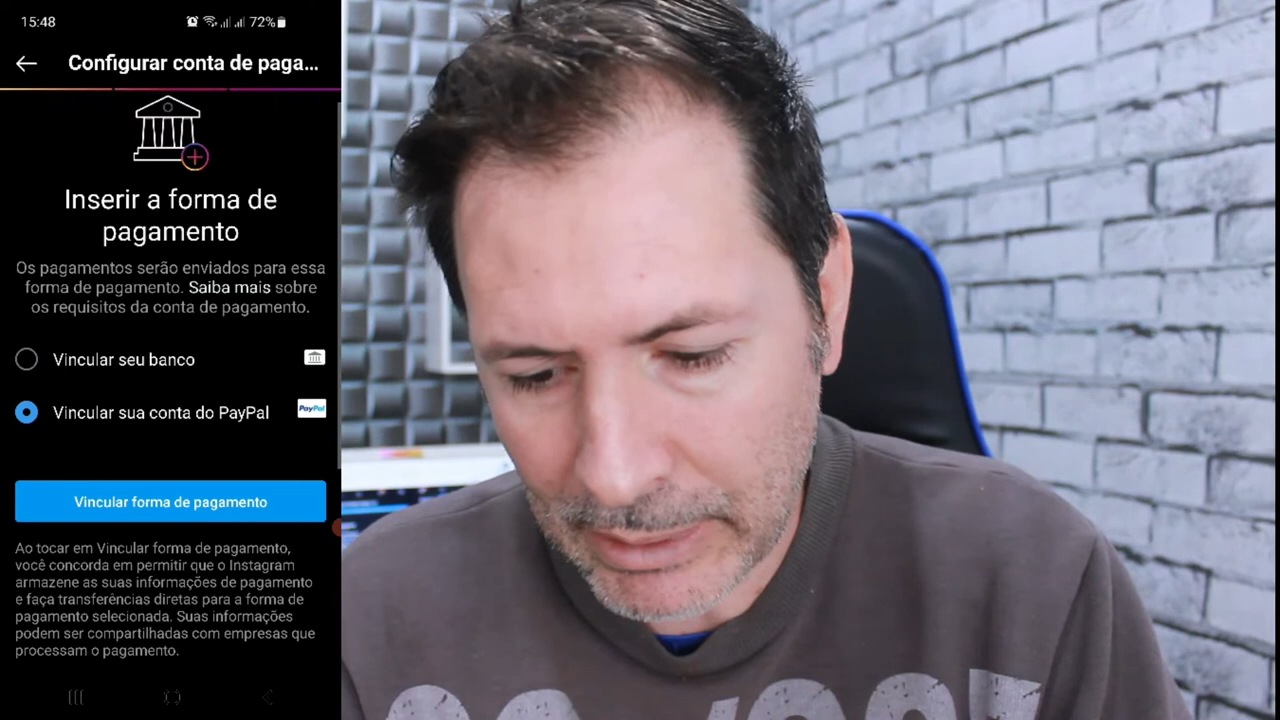 15:48
72%
Configurar conta de paga...
Inserir a forma de
pagamento
Os pagamentos serão enviados para essa
forma de pagamento. Saiba mais sobre
os requisitos da conta de pagamento.
Vincular seu banco
Vincular sua conta do PayPal
PayPal
Vincular forma de pagamento
Ao tocar em Vincular forma de pagamento,
você concorda em permitir que o Instagram
armazene as suas informações de pagamento
e faça transferências diretas para a forma de
pagamento selecionada. Suas informações
podem ser compartilhadas com empresas que
processam o pagamento.